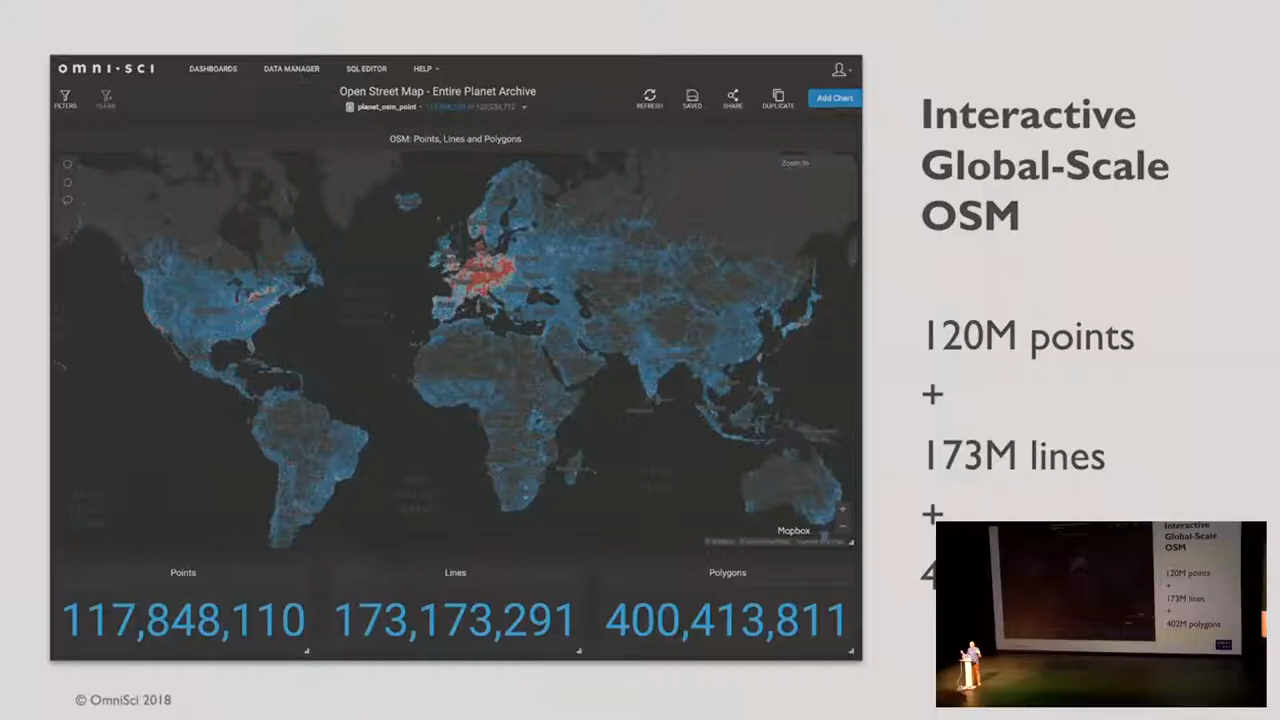 omni·sci
DASHBOARDS
DATA MANAGER
SQL EDITOR
HELP
FILTERS
CLEAR
Open Street Map - Entire Planet Archive
planet_osm_point
REFRESH
SAVED
SHARE
DUPLICATE
Add Chart
OSM: Points, Lines and Polygons
Zoom to
Mapbox
Points
Lines
Polygons
117,848,110
173,173,291
400,413,811
© OmniSci 2018
Interactive
Global-Scale
OSM
120M points
+
173M lines
+
4
Interactive
Global-Scale
OSM
120M points
+
173M lines
+
402M polygons